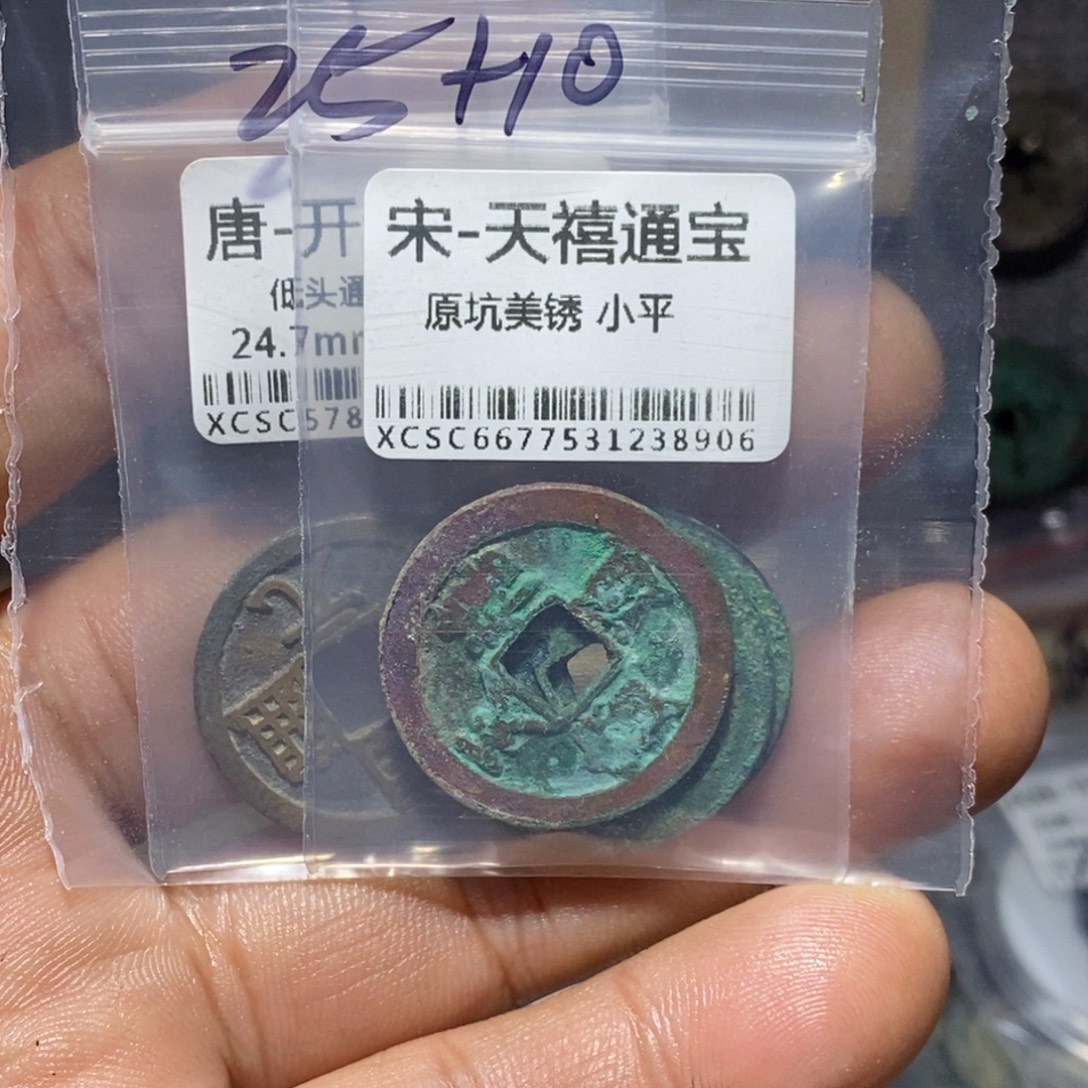 25+10
唐-开
低头通
24.7mm
XCSC578
宋-天禧通宝
原坑美锈 小平
XCSC6677531238906